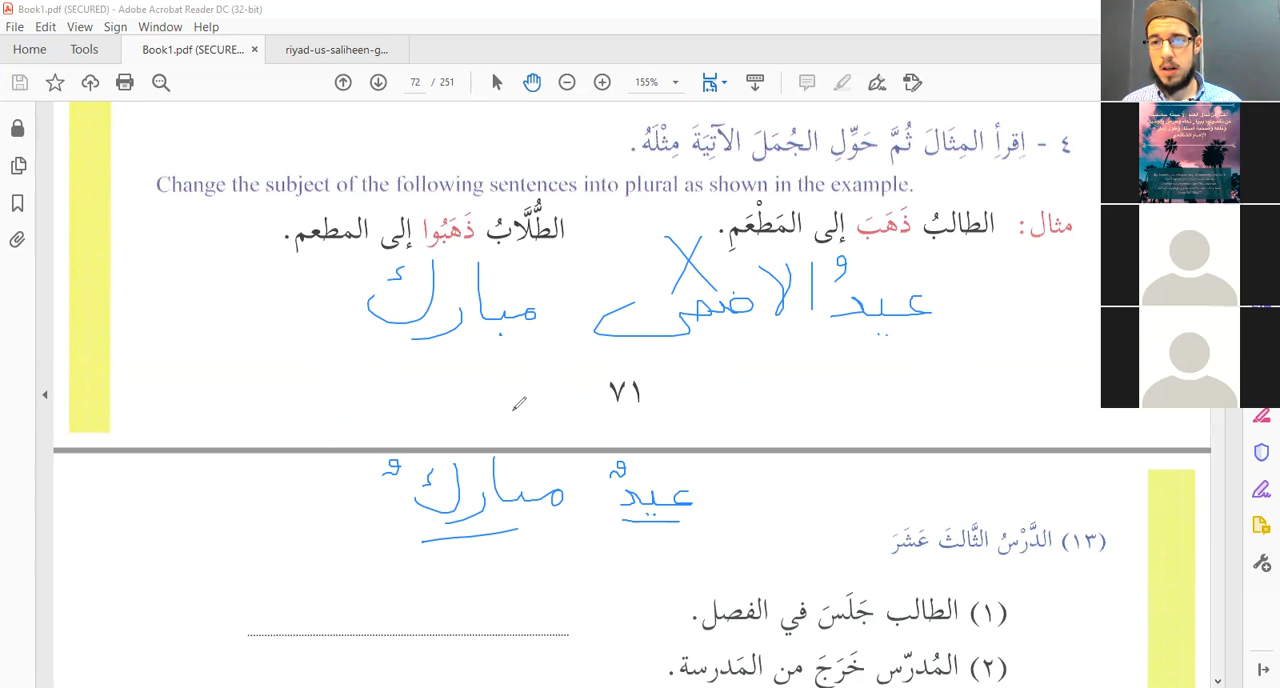 Book1.pdf (SECURED) - Adobe Acrobat Reader DC (32-bit)
File Edit View Sign Window Help
Home Tools Book1.pdf (SECURE... × riyad-us-saliheen-g...
72 / 251 155%
٤ - اِقرأِ المِثَالَ ثُمَّ حَوِّلِ الجُمَلَ الآتِيَةَ مِثْلَهُ.
Change the subject of the following sentences into plural as shown in the example.
مثال: الطالبُ ذَهَبَ إلى المَطْعَمِ. الطُّلَّابُ ذَهَبُوا إلى المطعم.
عيدُ الاضحى مبارك
٧١
عيدٌ مباركٌ
(١٣) الدَّرْسُ الثَّالثَ عَشَرَ
(١) الطالب جَلَسَ في الفصل. ........................
(٢) المُدرّس خَرَجَ من المَدرسة.